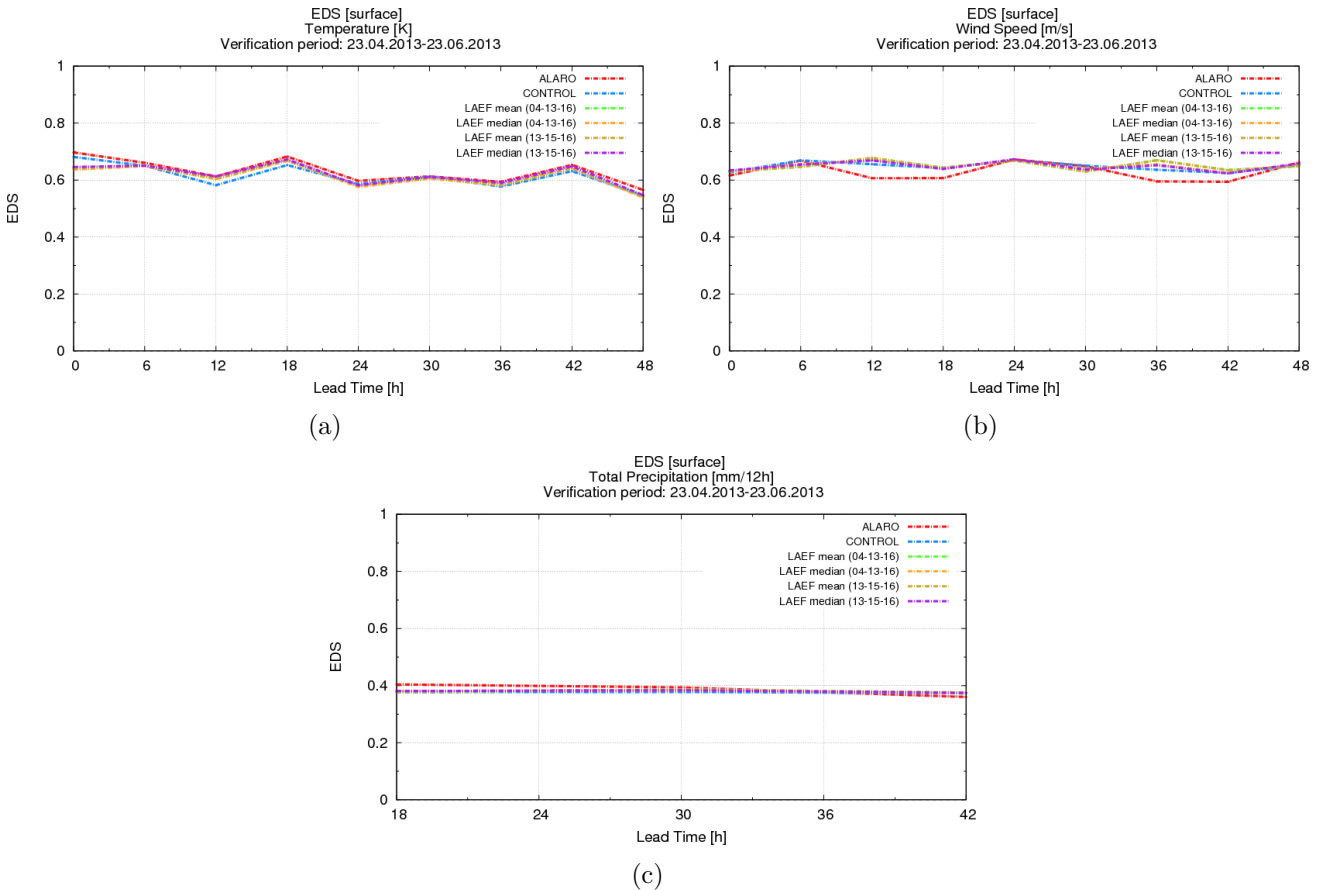 EDS [surface]
Temperature [K]
Verification period: 23.04.2013-23.06.2013
1
0.8
0.6
0.4
0.2
0
EDS
ALARO
CONTROL
LAEF mean (04-13-16)
LAEF median (04-13-16)
LAEF mean (13-15-16)
LAEF median (13-15-16)
0 6 12 18 24 30 36 42 48
Lead Time [h]
(a)
EDS [surface]
Wind Speed [m/s]
Verification period: 23.04.2013-23.06.2013
1
0.8
0.6
0.4
0.2
0
EDS
ALARO
CONTROL
LAEF mean (04-13-16)
LAEF median (04-13-16)
LAEF mean (13-15-16)
LAEF median (13-15-16)
0 6 12 18 24 30 36 42 48
Lead Time [h]
(b)
EDS [surface]
Total Precipitation [mm/12h]
Verification period: 23.04.2013-23.06.2013
1
0.8
0.6
0.4
0.2
0
EDS
ALARO
CONTROL
LAEF mean (04-13-16)
LAEF median (04-13-16)
LAEF mean (13-15-16)
LAEF median (13-15-16)
18 24 30 36 42
Lead Time [h]
(c)